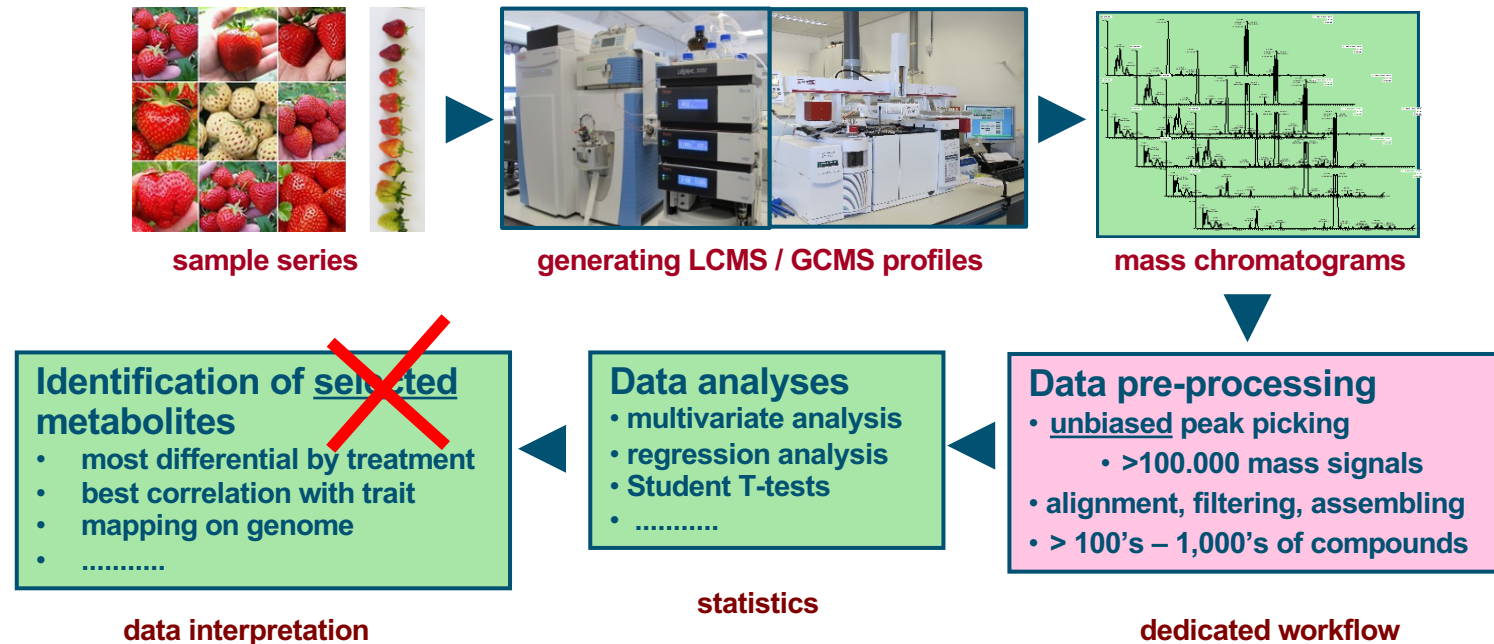 sample series
generating LCMS / GCMS profiles
mass chromatograms
Data pre-processing
• unbiased peak picking
• >100.000 mass signals
• alignment, filtering, assembling
• > 100's – 1,000's of compounds
dedicated workflow
Data analyses
• multivariate analysis
• regression analysis
• Student T-tests
• ...........
statistics
Identification of selected
metabolites
• most differential by treatment
• best correlation with trait
• mapping on genome
• ...........
data interpretation